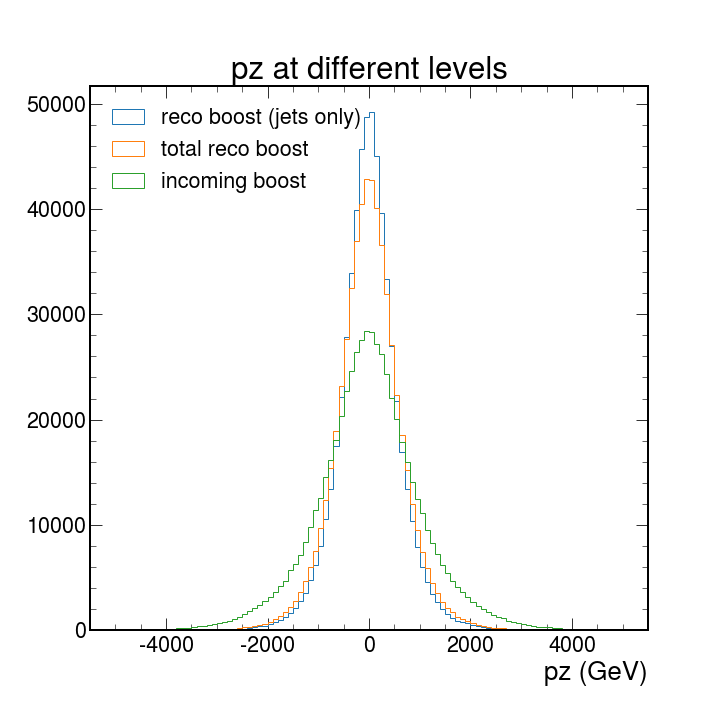 pz at different levels
reco boost (jets only)
total reco boost
incoming boost
50000
40000
30000
20000
10000
0
-4000 -2000 0 2000 4000
pz (GeV)